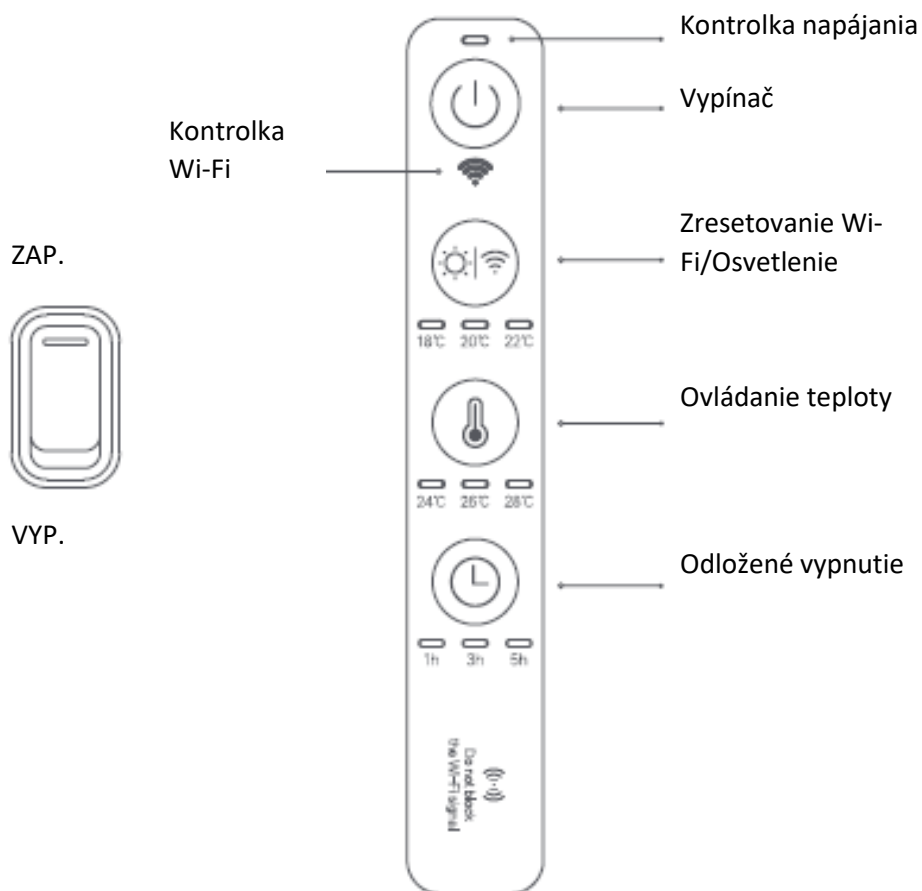 Kontrolka napájania
Vypínač
Kontrolka
Wi-Fi
Zresetovanie Wi-
Fi/Osvetlenie
ZAP.
18℃ 20℃ 22℃
Ovládanie teploty
24℃ 26℃ 28℃
VYP.
Odložené vypnutie
1h 3h 5h
Do not block
the Wi-Fi signal